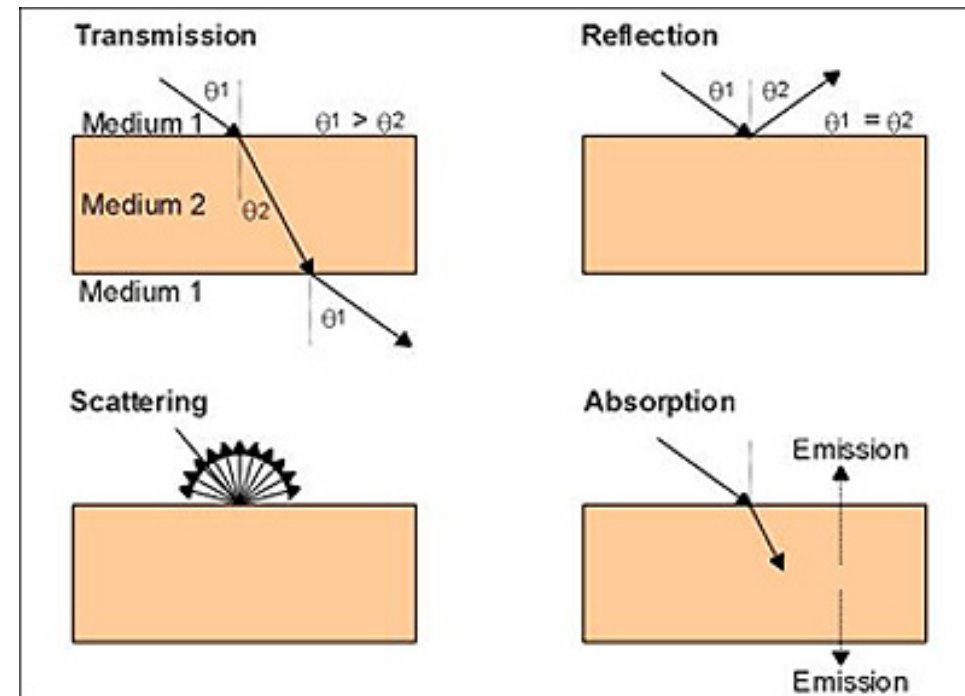 Transmission
θ1
Medium 1
θ1 > θ2
Medium 2
θ2
Medium 1
θ1
Reflection
θ1 θ2
θ1 = θ2
Scattering
Absorption
Emission
Emission